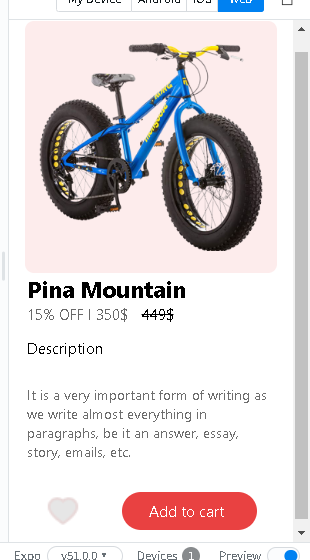 My Device Android iOS Web
Pina Mountain
15% OFF I 350$ 449$
Description
It is a very important form of writing as
we write almost everything in
paragraphs, be it an answer, essay,
story, emails, etc.
Add to cart
Expo v51.0.0 Devices 1 Preview